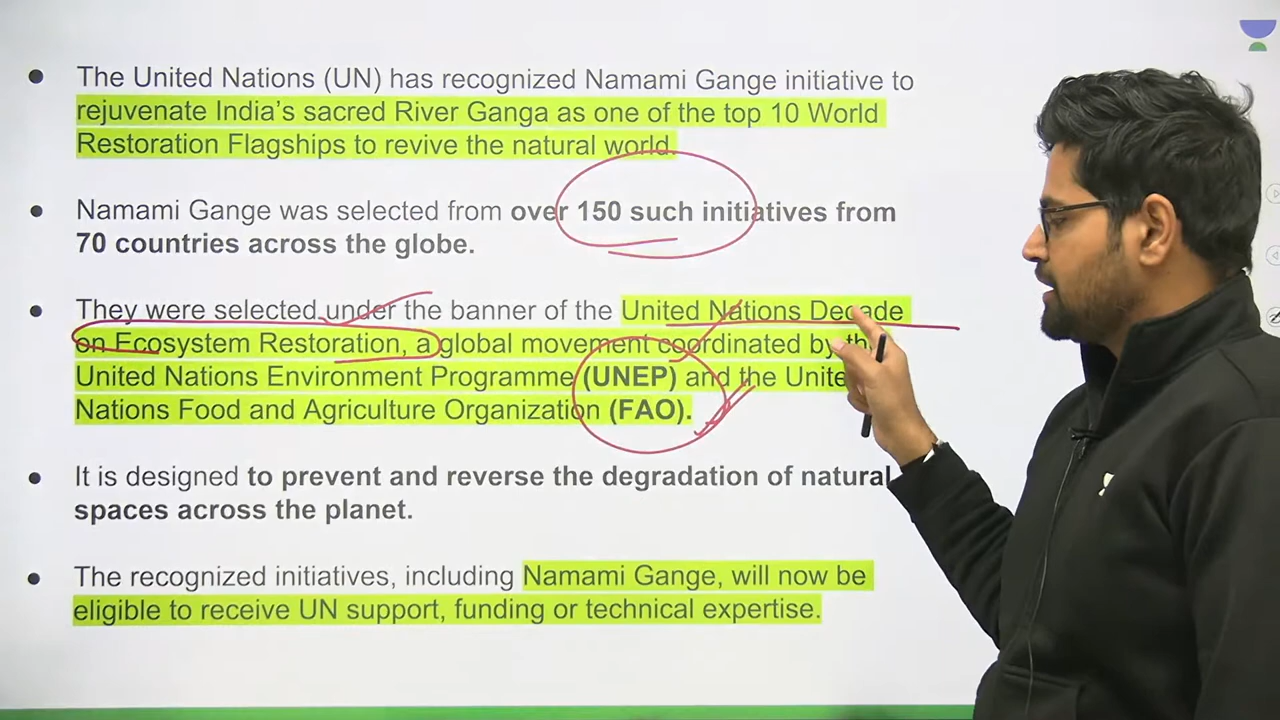 The United Nations (UN) has recognized Namami Gange initiative to
rejuvenate India's sacred River Ganga as one of the top 10 World
Restoration Flagships to revive the natural world.
Namami Gange was selected from over 150 such initiatives from
70 countries across the globe.
They were selected under the banner of the United Nations Decade
on Ecosystem Restoration, a global movement coordinated by
United Nations Environment Programme (UNEP) and the
Nations Food and Agriculture Organization (FAO).
It is designed to prevent and reverse the degradation of natural
spaces across the planet.
The recognized initiatives, including Namami Gange, will now be
eligible to receive UN support, funding or technical expertise.